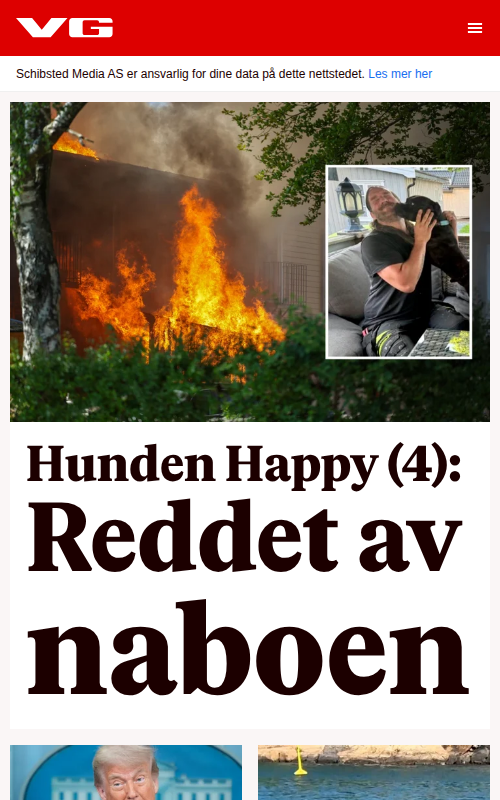 VG
Schibsted Media AS er ansvarlig for dine data på dette nettstedet. Les mer her
Hunden Happy (4):
Reddet av
naboen